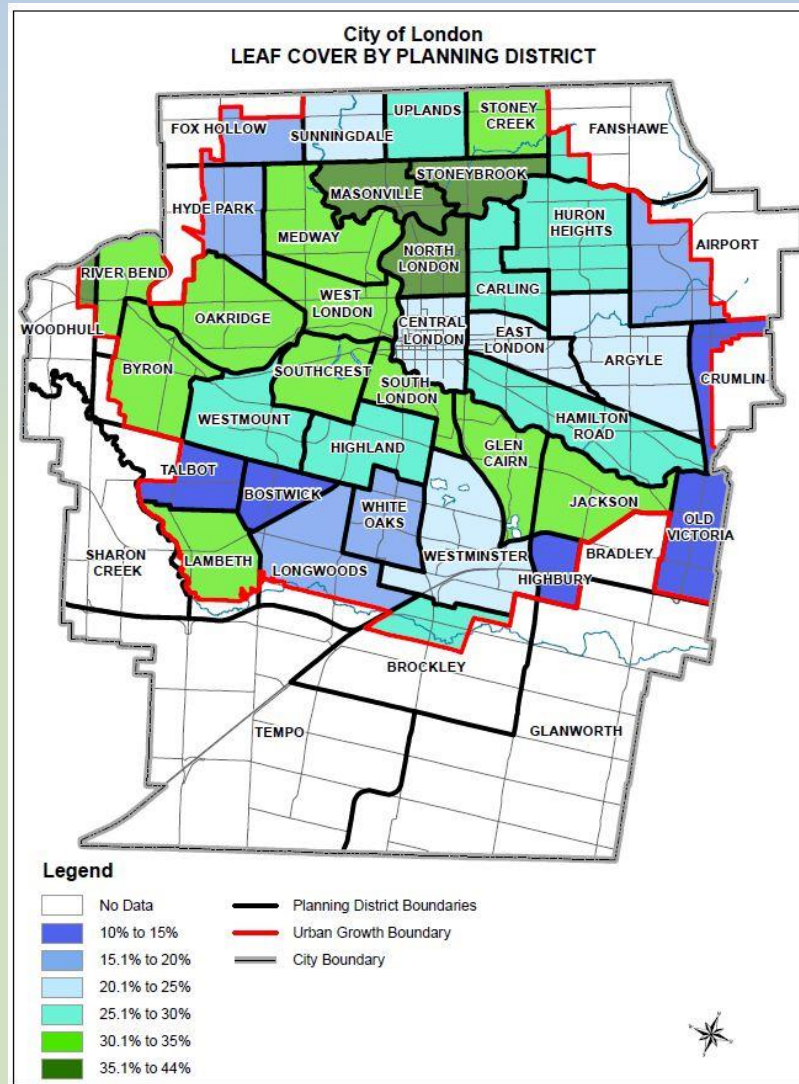 City of London
LEAF COVER BY PLANNING DISTRICT
FOX HOLLOW
SUNNINGDALE
UPLANDS
STONEY
CREEK
FANSHAWE
HYDE PARK
MEDWAY
MASONVILLE
STONEYBROOK
NORTH
LONDON
HURON
HEIGHTS
AIRPORT
RIVER BEND
WOODHULL
OAKRIDGE
WEST
LONDON
CENTRAL
LONDON
CARLING
EAST
LONDON
ARGYLE
CRUMLIN
BYRON
SOUTHCREST
SOUTH
LONDON
WESTMOUNT
HIGHLAND
GLEN
CAIRN
HAMILTON
ROAD
TALBOT
BOSTWICK
WHITE
OAKS
JACKSON
OLD
VICTORIA
SHARON
CREEK
LAMBETH
LONGWOODS
WESTMINSTER
HIGHBURY
BRADLEY
BROCKLEY
TEMPO
GLANWORTH
Legend
No Data
10% to 15%
15.1% to 20%
20.1% to 25%
25.1% to 30%
30.1% to 35%
35.1% to 44%
Planning District Boundaries
Urban Growth Boundary
City Boundary